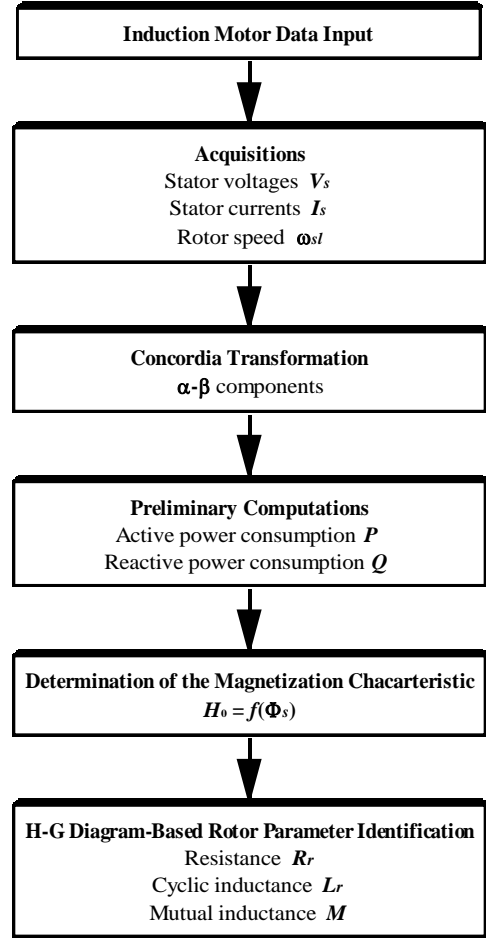 Induction Motor Data Input
Acquisitions
Stator voltages Vs
Stator currents Is
Rotor speed ωsl
Concordia Transformation
α-β components
Preliminary Computations
Active power consumption P
Reactive power consumption Q
Determination of the Magnetization Chacarteristic
H0 = f(Φs)
H-G Diagram-Based Rotor Parameter Identification
Resistance Rr
Cyclic inductance Lr
Mutual inductance M